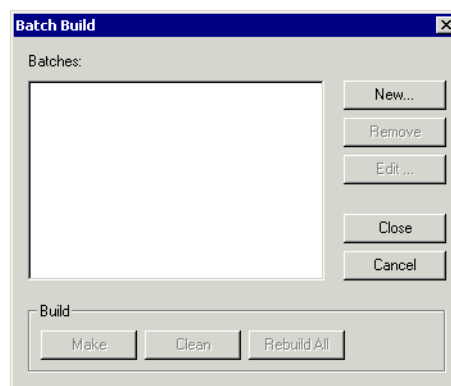 Batch Build
Batches:
New...
Remove
Edit ...
Close
Cancel
Build
Make Clean Rebuild All